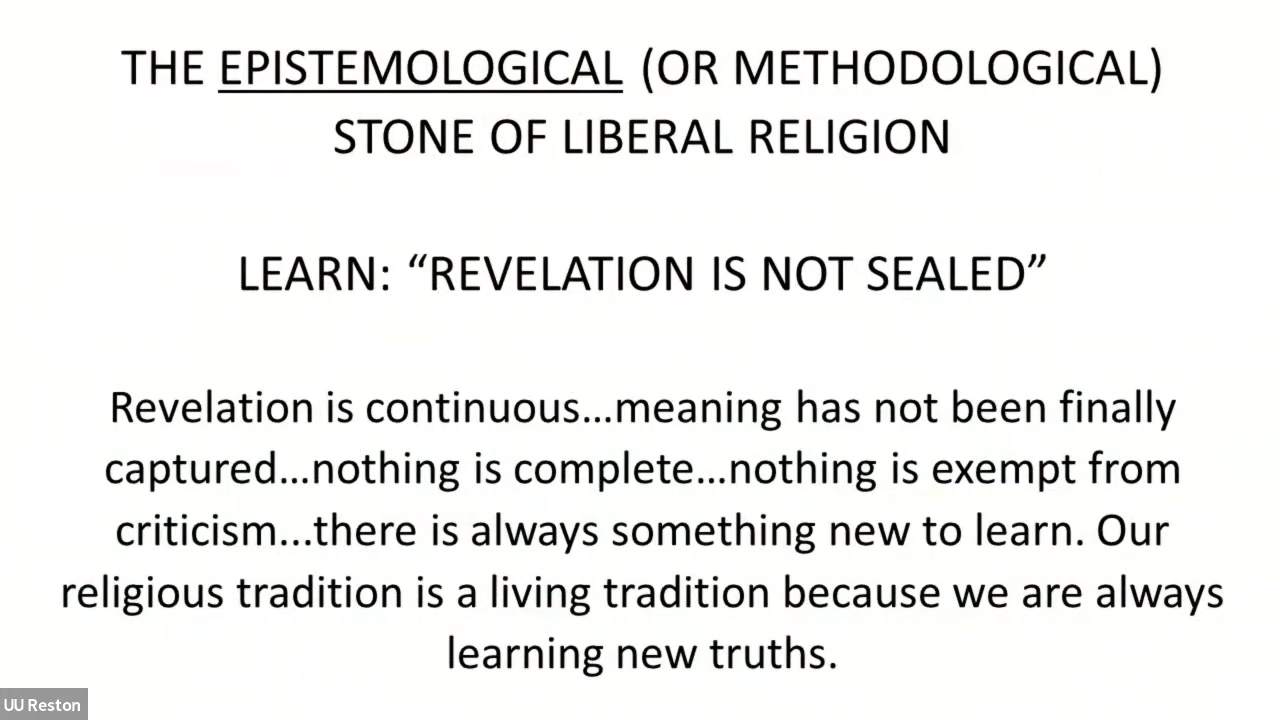 THE EPISTEMOLOGICAL (OR METHODOLOGICAL)
STONE OF LIBERAL RELIGION
LEARN: “REVELATION IS NOT SEALED”
Revelation is continuous...meaning has not been finally
captured...nothing is complete...nothing is exempt from
criticism...there is always something new to learn. Our
religious tradition is a living tradition because we are always
learning new truths.
UU Reston